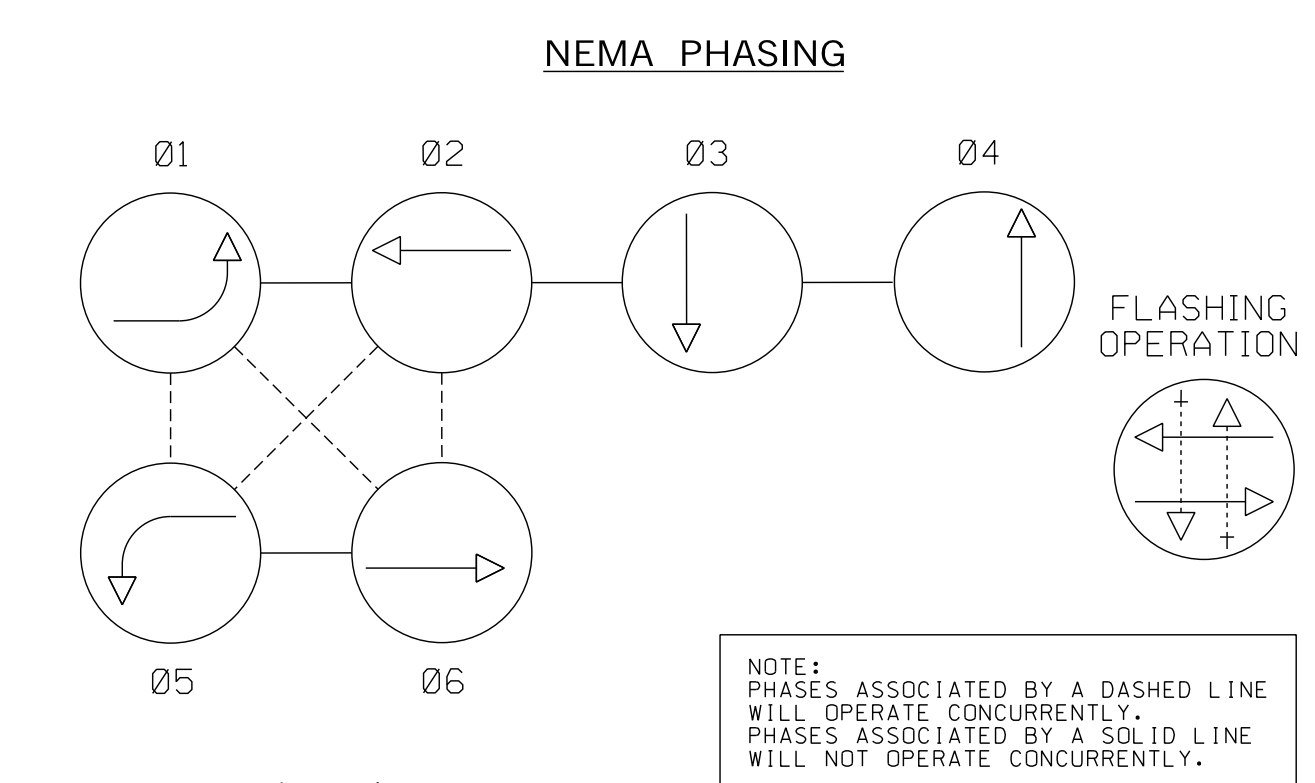 NEMA PHASING
Ø1
Ø2
Ø3
Ø4
FLASHING
OPERATION
Ø5
Ø6
NOTE:
PHASES ASSOCIATED BY A DASHED LINE
WILL OPERATE CONCURRENTLY.
PHASES ASSOCIATED BY A SOLID LINE
WILL NOT OPERATE CONCURRENTLY.